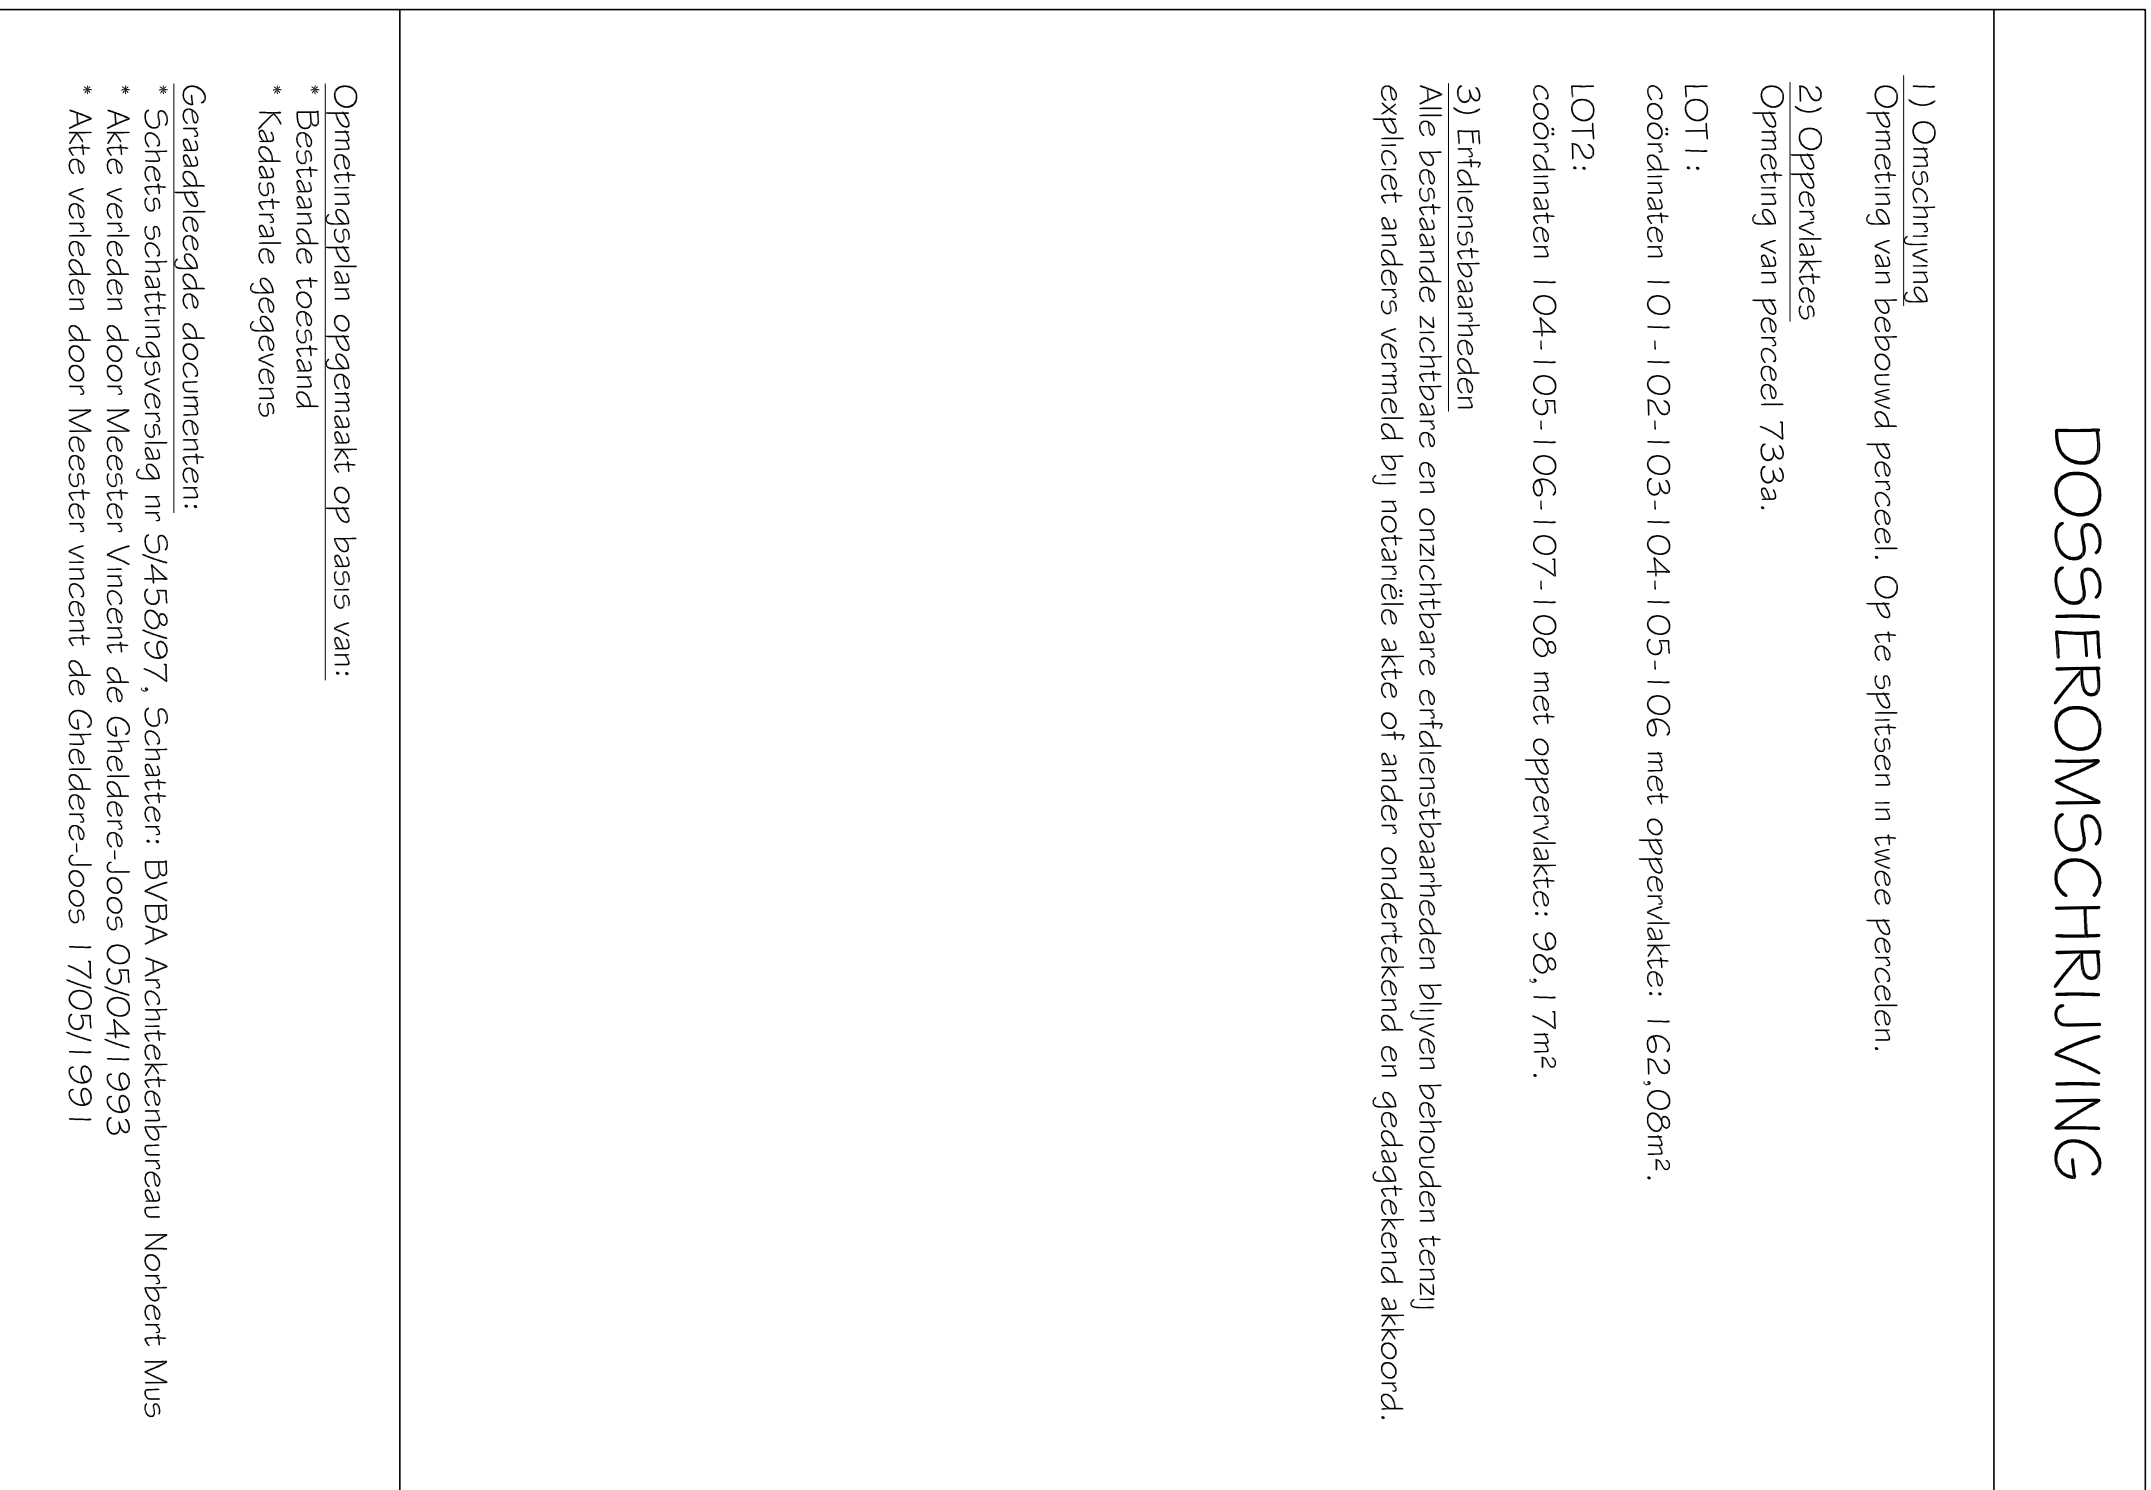 DOSSIEROMSCHRIJVING
1) Omschrijving
Opmeting van bebouwd perceel. Op te splitsen in twee percelen.
2) Oppervlaktes
Opmeting van perceel 733a.
LOT1:
coördinaten 101-102-103-104-105-106 met oppervlakte: 162,08m².
LOT2:
coördinaten 104-105-106-107-108 met oppervlakte: 98,17m².
3) Erfdienstbaarheden
Alle bestaande zichtbare en onzichtbare erfdienstbaarheden blijven behouden tenzij
expliciet anders vermeld bij notariële akte of ander ondertekend en gedagtekend akkoord.
Opmetingsplan opgemaakt op basis van:
* Bestaande toestand
* Kadastrale gegevens
Geraadpleegde documenten:
* Schets schattingsverslag nr S/458/97, Schatter: BVBA Architektenbureau Norbert Mus
* Akte verleden door Meester Vincent de Gheldere-Joos 05/04/1993
* Akte verleden door Meester vincent de Gheldere-Joos 17/05/1991